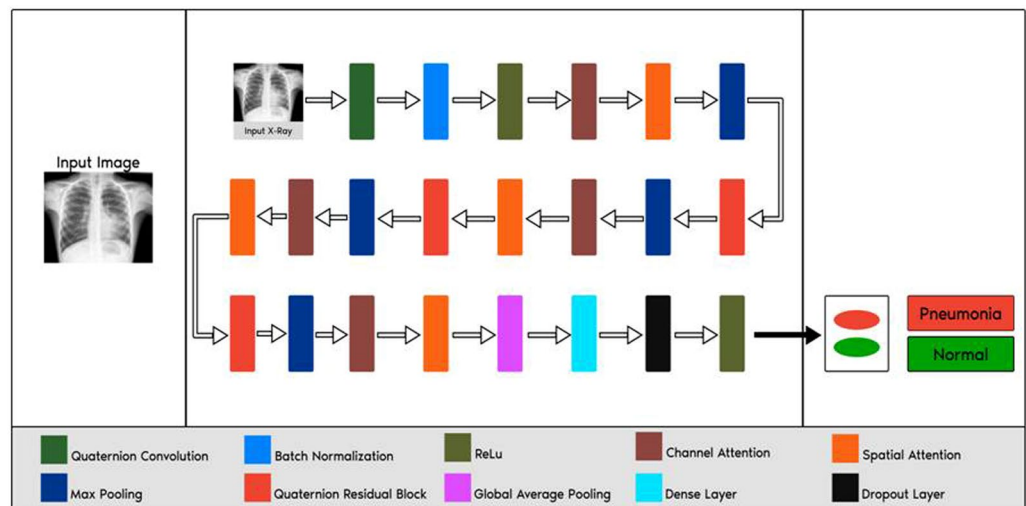 Input Image
Input X-Ray
Pneumonia
Normal
Quaternion Convolution
Batch Normalization
ReLu
Channel Attention
Spatial Attention
Max Pooling
Quaternion Residual Block
Global Average Pooling
Dense Layer
Dropout Layer